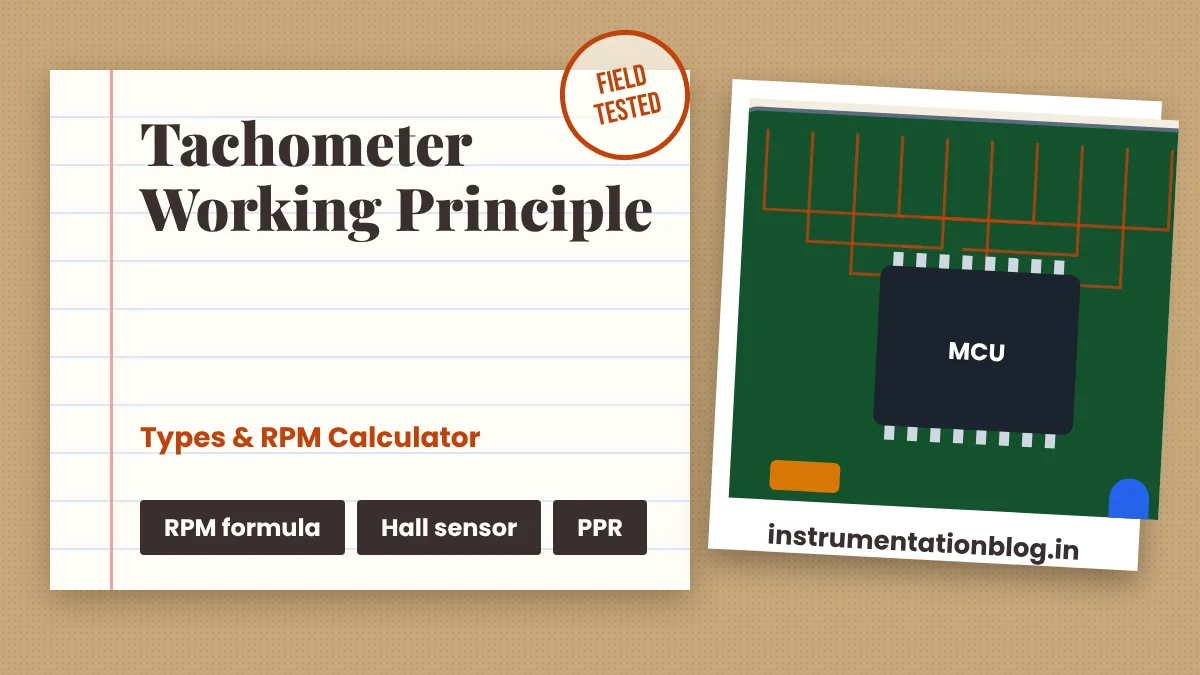 FIELD
TESTED
Tachometer
Working Principle
Types & RPM Calculator
RPM formula
Hall sensor
PPR
MCU
instrumentationblog.in